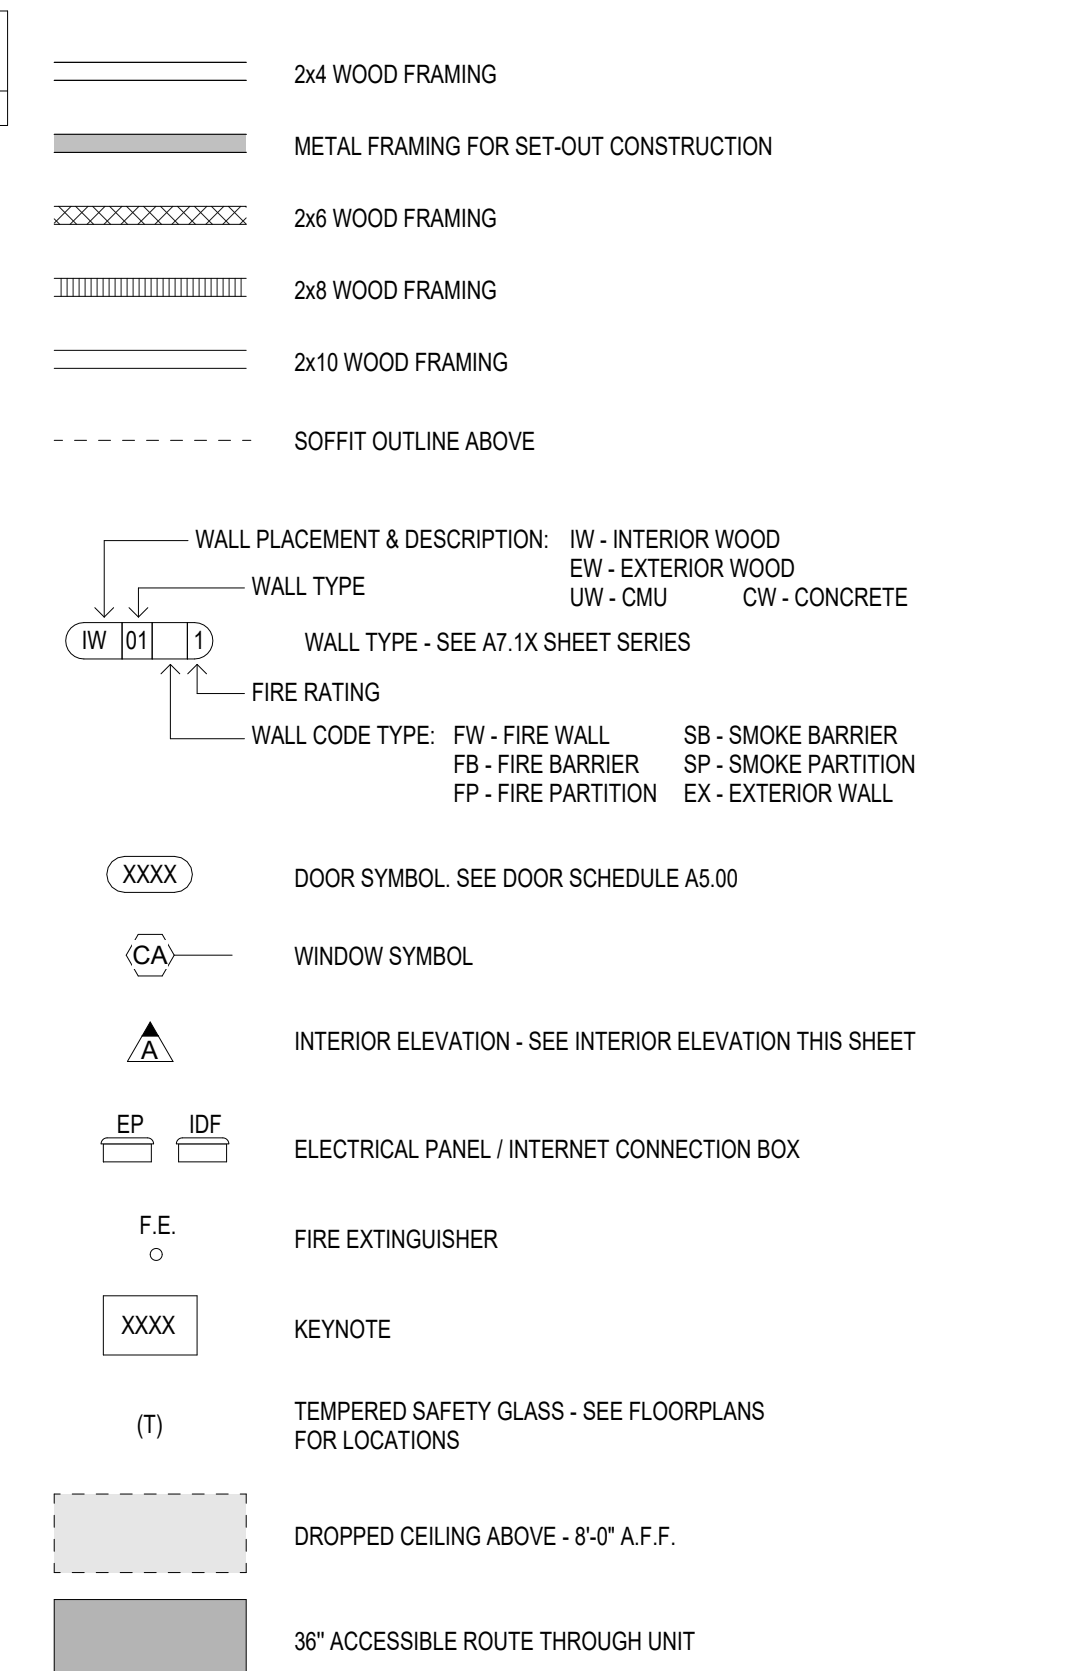 2x4 WOOD FRAMING
METAL FRAMING FOR SET-OUT CONSTRUCTION
2x6 WOOD FRAMING
2x8 WOOD FRAMING
2x10 WOOD FRAMING
SOFFIT OUTLINE ABOVE
WALL PLACEMENT & DESCRIPTION: IW - INTERIOR WOOD
EW - EXTERIOR WOOD
WALL TYPE
UW - CMU CW - CONCRETE
IW 01 1 WALL TYPE - SEE A7.1X SHEET SERIES
FIRE RATING
WALL CODE TYPE: FW - FIRE WALL SB - SMOKE BARRIER
FB - FIRE BARRIER SP - SMOKE PARTITION
FP - FIRE PARTITION EX - EXTERIOR WALL
XXXX DOOR SYMBOL. SEE DOOR SCHEDULE A5.00
CA WINDOW SYMBOL
A INTERIOR ELEVATION - SEE INTERIOR ELEVATION THIS SHEET
EP IDF
ELECTRICAL PANEL / INTERNET CONNECTION BOX
F.E.
FIRE EXTINGUISHER
XXXX KEYNOTE
(T) TEMPERED SAFETY GLASS - SEE FLOORPLANS
FOR LOCATIONS
DROPPED CEILING ABOVE - 8'-0" A.F.F.
36" ACCESSIBLE ROUTE THROUGH UNIT